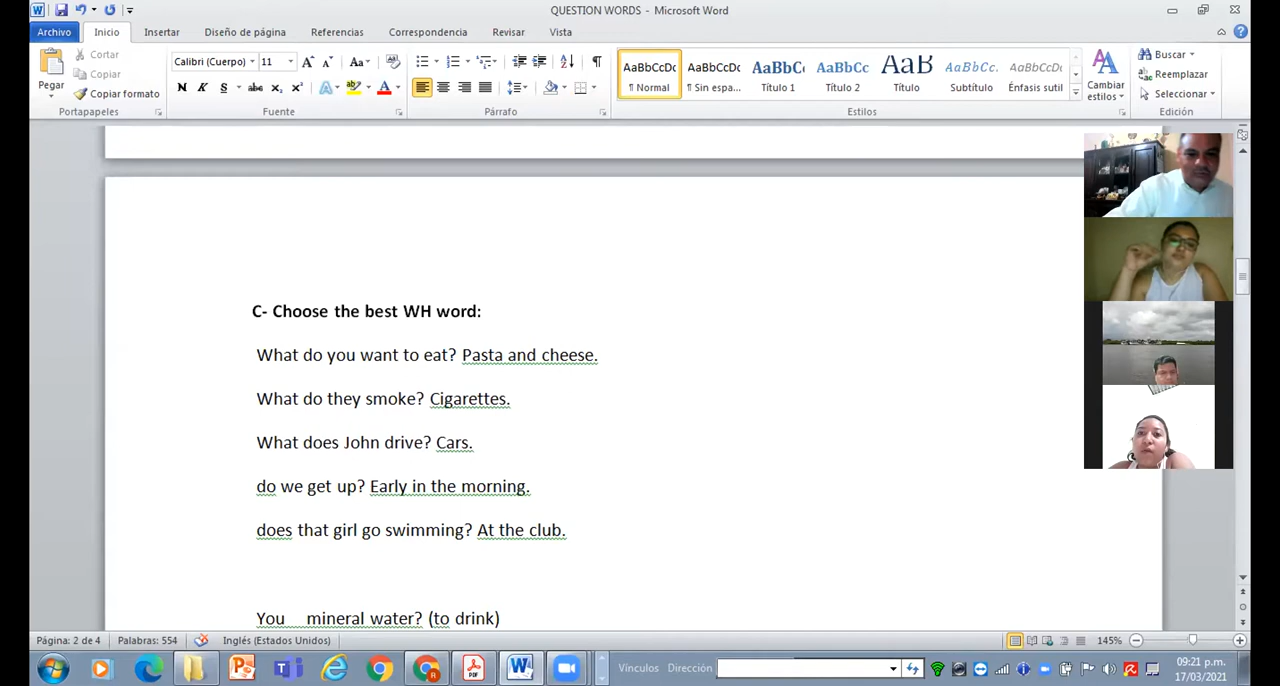 QUESTION WORDS - Microsoft Word
Archivo Inicio Insertar Diseño de página Referencias Correspondencia Revisar Vista
Cortar
Copiar
Copiar formato
Pegar
Portapapeles
Calibri (Cuerpo) 11
N K S abc x₂ x² A A
Fuente
Párrafo
AaBbCcDc AaBbCcDc AaBbC AaBbCc AaB AaBbCc. AaBbCcDc
¶ Normal ¶ Sin espa... Título 1 Título 2 Título Subtítulo Énfasis sutil
Estilos
Cambiar estilos
Buscar
Reemplazar
Seleccionar
Edición
C- Choose the best WH word:
What do you want to eat? Pasta and cheese.
What do they smoke? Cigarettes.
What does John drive? Cars.
do we get up? Early in the morning.
does that girl go swimming? At the club.
You mineral water? (to drink)
Página: 2 de 4 Palabras: 554 Inglés (Estados Unidos) 145%
Vínculos Dirección
09:21 p.m.
17/03/2021